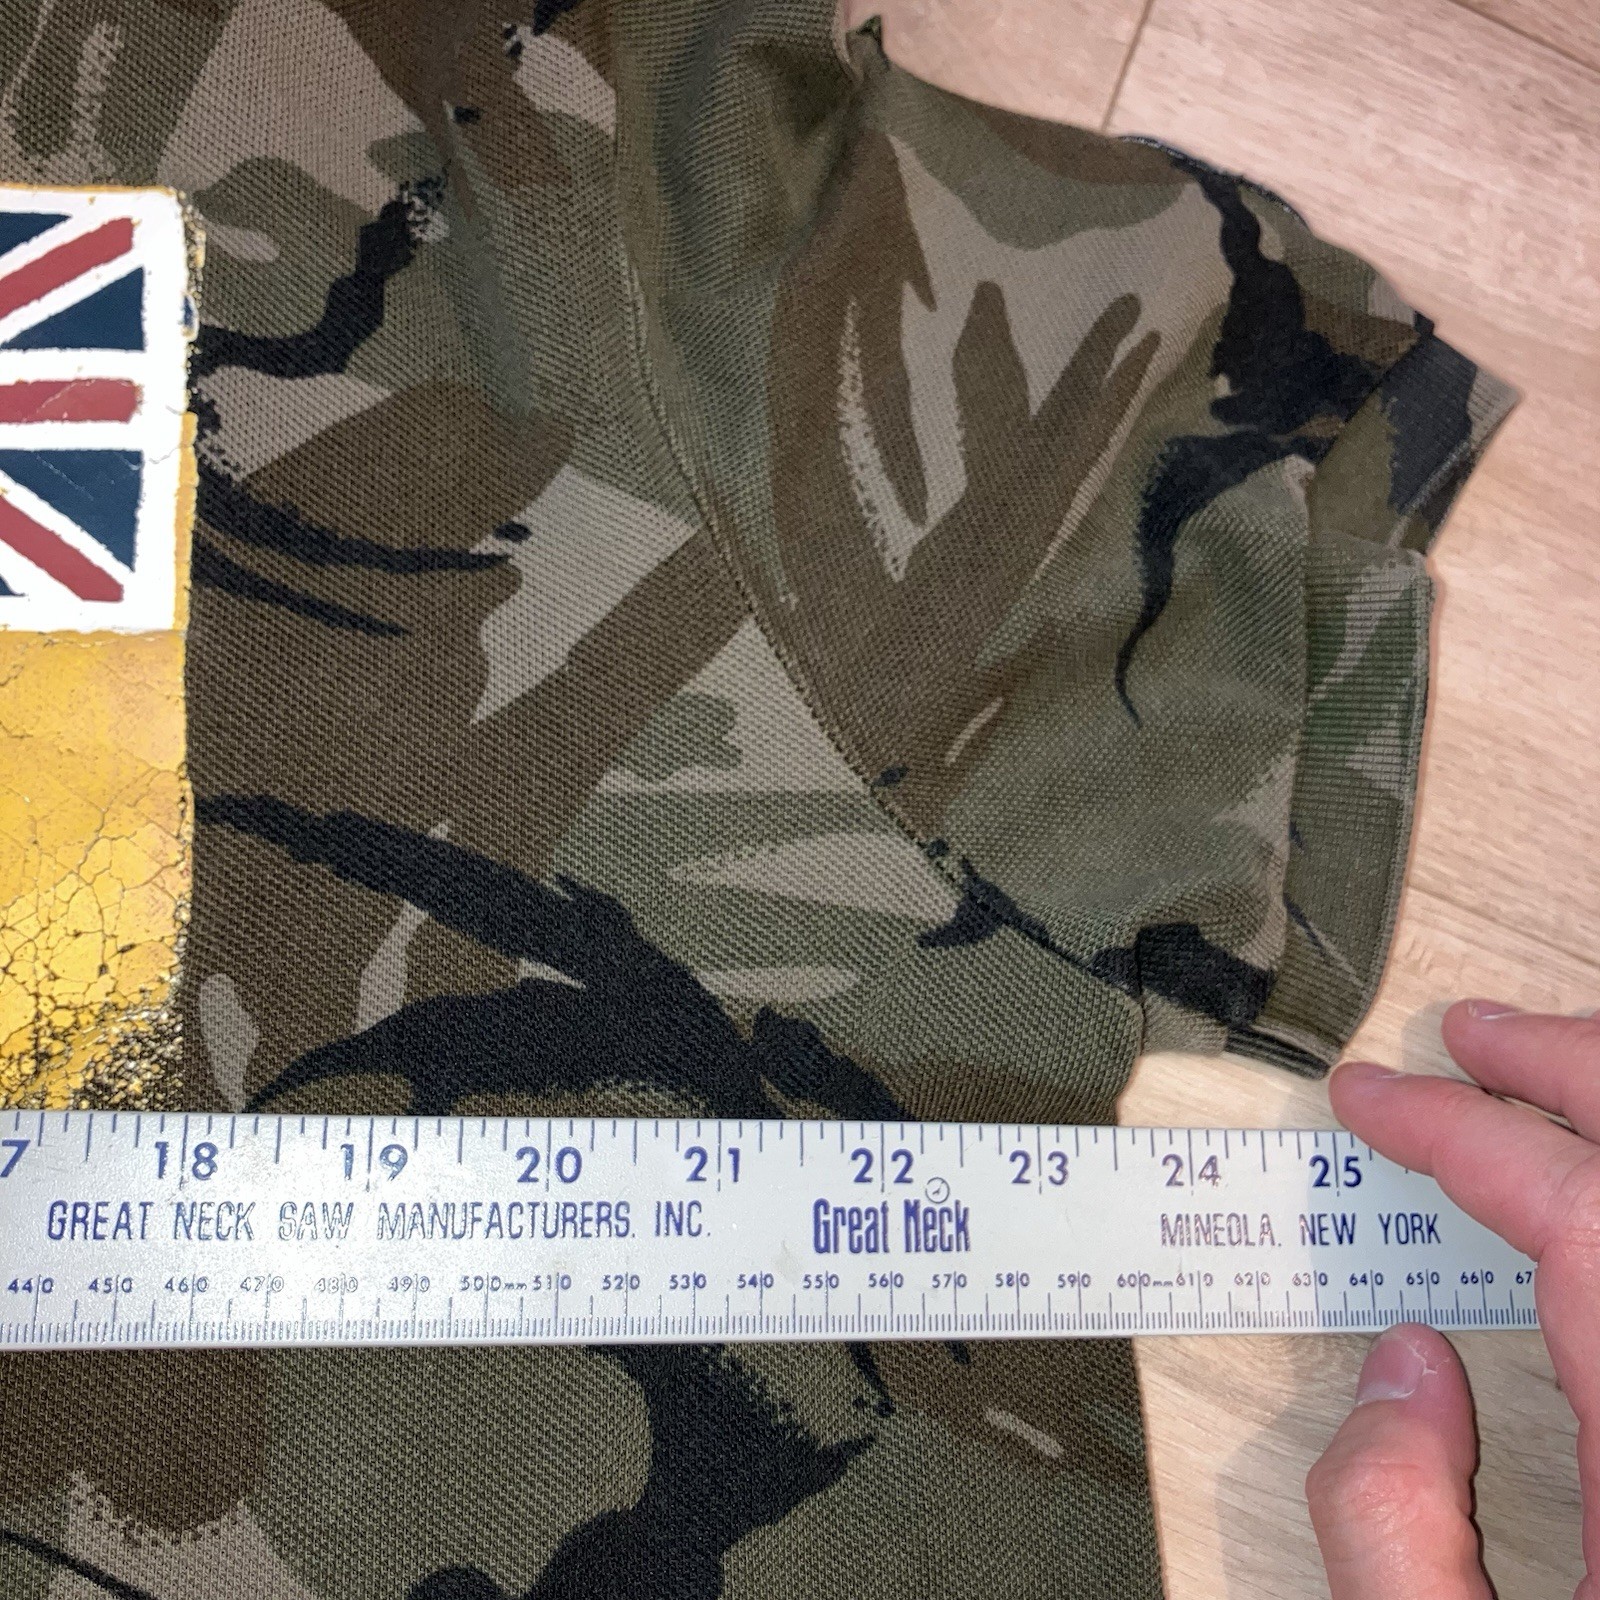 7 18 19 20 21 22 23 24 25
GREAT NECK SAW MANUFACTURERS. INC. Great Neck MINEOLA. NEW YORK
440 450 460 470 480 490 500mm 510 520 530 540 550 560 570 580 590 600mm 610 620 630 640 650 660 67